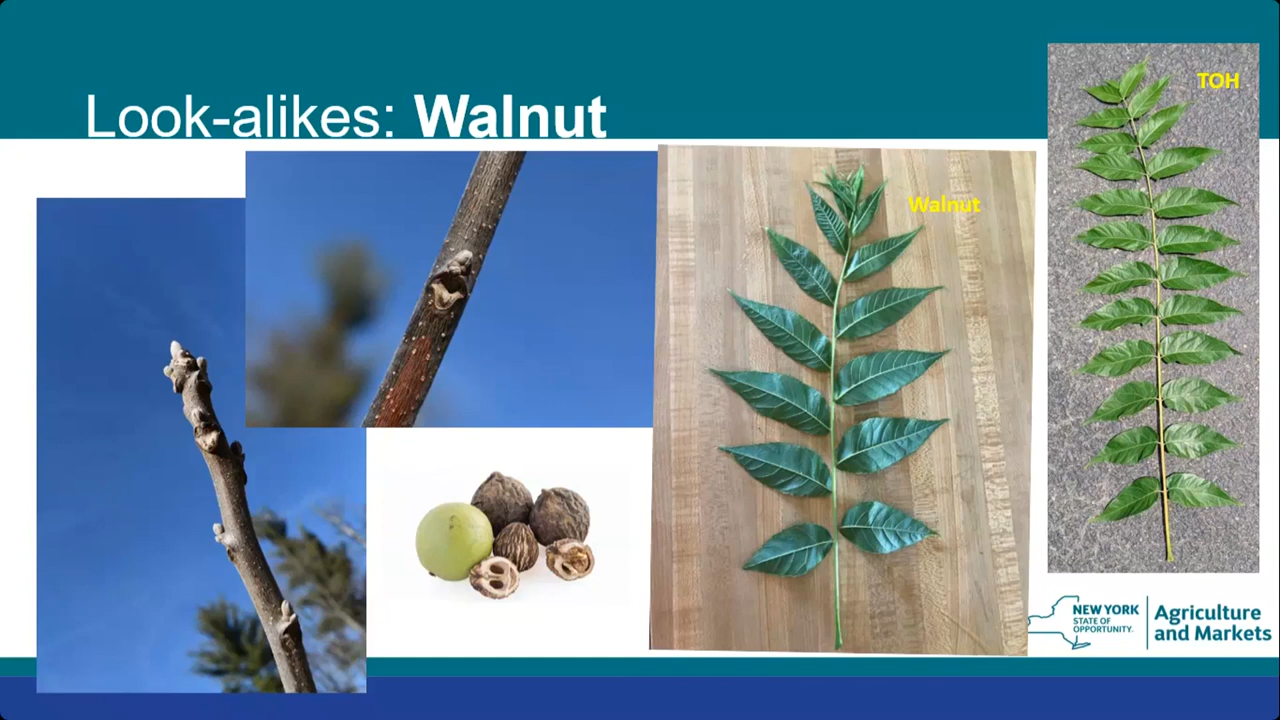 Look-alikes: Walnut
Walnut
TOH
NEW YORK
STATE OF
OPPORTUNITY.
Agriculture
and Markets